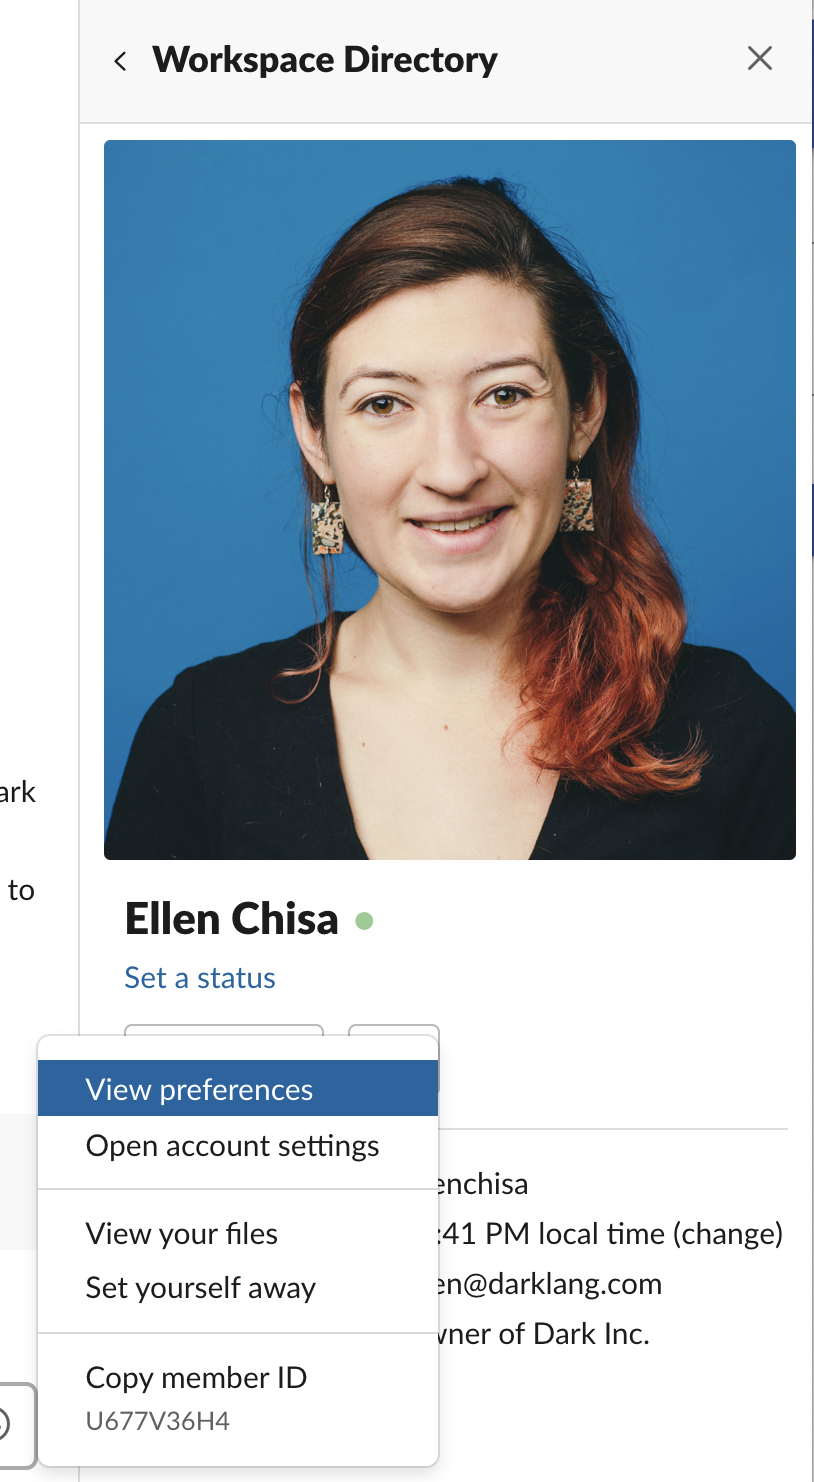 Workspace Directory
ark
to
Ellen Chisa
Set a status
View preferences
Open account settings
View your files
Set yourself away
Copy member ID
U677V36H4
enchisa
:41 PM local time (change)
en@darklang.com
wner of Dark Inc.